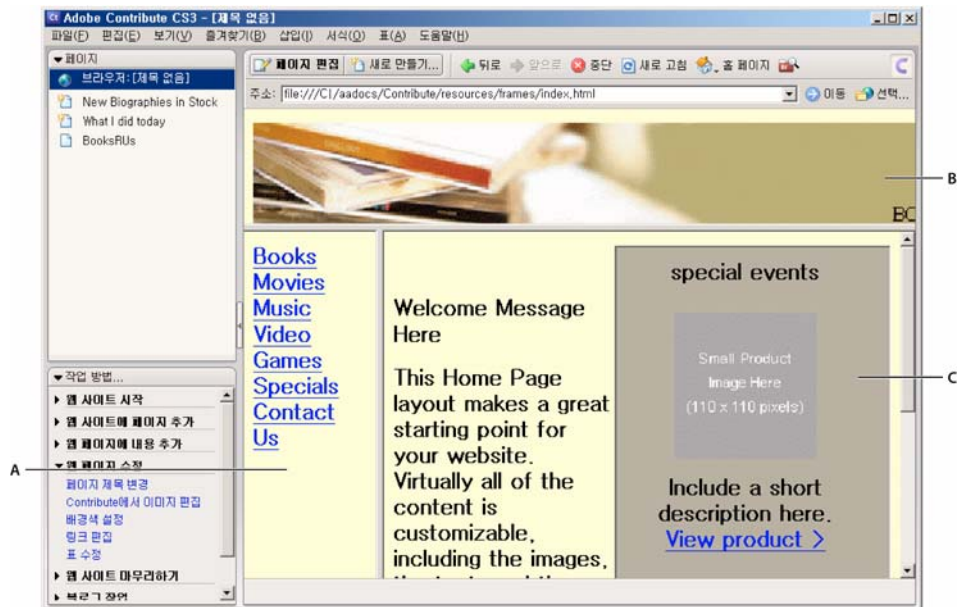 Adobe Contribute CS3 - [제목 없음]
파일(F) 편집(E) 보기(V) 즐겨찾기(B) 삽입(I) 서식(O) 표(A) 도움말(H)
페이지
브라우저: [제목 없음]
New Biographies in Stock
What I did today
BooksRUs
페이지 편집 새로 만들기... 뒤로 앞으로 중단 새로 고침 홈 페이지
주소: file:///C|/aadocs/Contribute/resources/frames/index.html 이동 선택...
B
BO
Books
Movies
Music
Video
Games
Specials
Contact
Us
Welcome Message
Here
This Home Page
layout makes a great
starting point for
your website.
Virtually all of the
content is
customizable,
including the images,
special events
Small Product
Image Here
(110 x 110 pixels)
C
Include a short
description here.
View product >
작업 방법...
웹 사이트 시작
웹 사이트에 페이지 추가
웹 페이지에 내용 추가
A
웹 페이지 수정
페이지 제목 변경
Contribute에서 이미지 편집
배경색 설정
링크 편집
표 수정
웹 사이트 마무리하기
블로그 작업